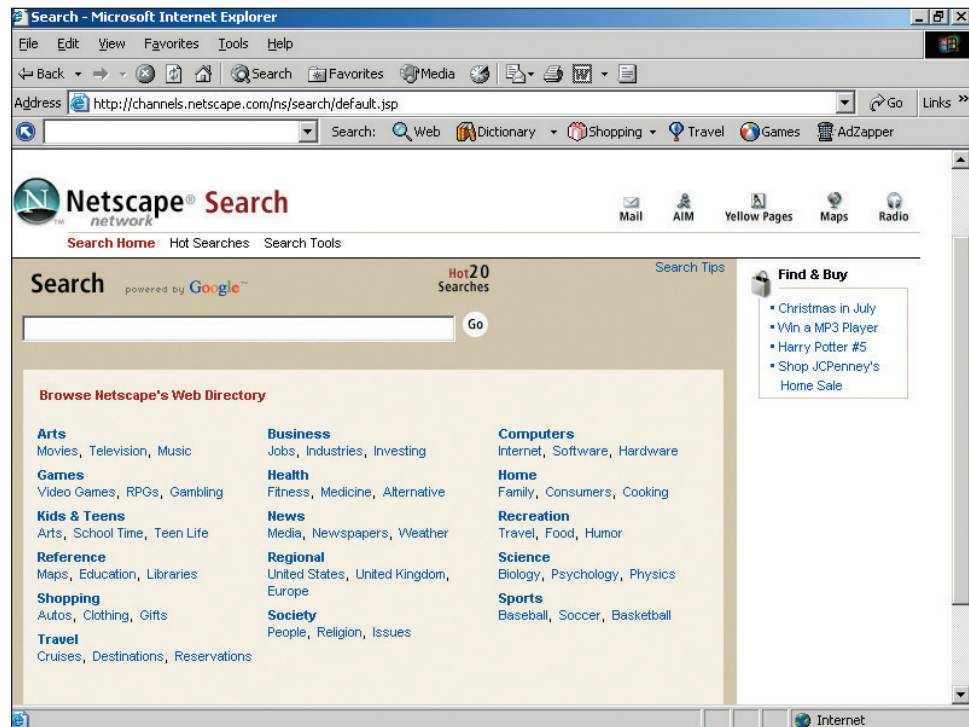 Search - Microsoft Internet Explorer
File Edit View Favorites Tools Help
Back Search Favorites Media
Address http://channels.netscape.com/ns/search/default.jsp Go Links »
Search: Web Dictionary Shopping Travel Games AdZapper
N Netscape® Search
network
TM
Mail AIM Yellow Pages Maps Radio
Search Home Hot Searches Search Tools
Search powered by Google™
Hot20
Searches
Search Tips
Go
Find & Buy
Christmas in July
Win a MP3 Player
Harry Potter #5
Shop JCPenney's
Home Sale
Browse Netscape's Web Directory
Arts
Movies, Television, Music
Games
Video Games, RPGs, Gambling
Kids & Teens
Arts, School Time, Teen Life
Reference
Maps, Education, Libraries
Shopping
Autos, Clothing, Gifts
Travel
Cruises, Destinations, Reservations
Business
Jobs, Industries, Investing
Health
Fitness, Medicine, Alternative
News
Media, Newspapers, Weather
Regional
United States, United Kingdom,
Europe
Society
People, Religion, Issues
Computers
Internet, Software, Hardware
Home
Family, Consumers, Cooking
Recreation
Travel, Food, Humor
Science
Biology, Psychology, Physics
Sports
Baseball, Soccer, Basketball
Internet